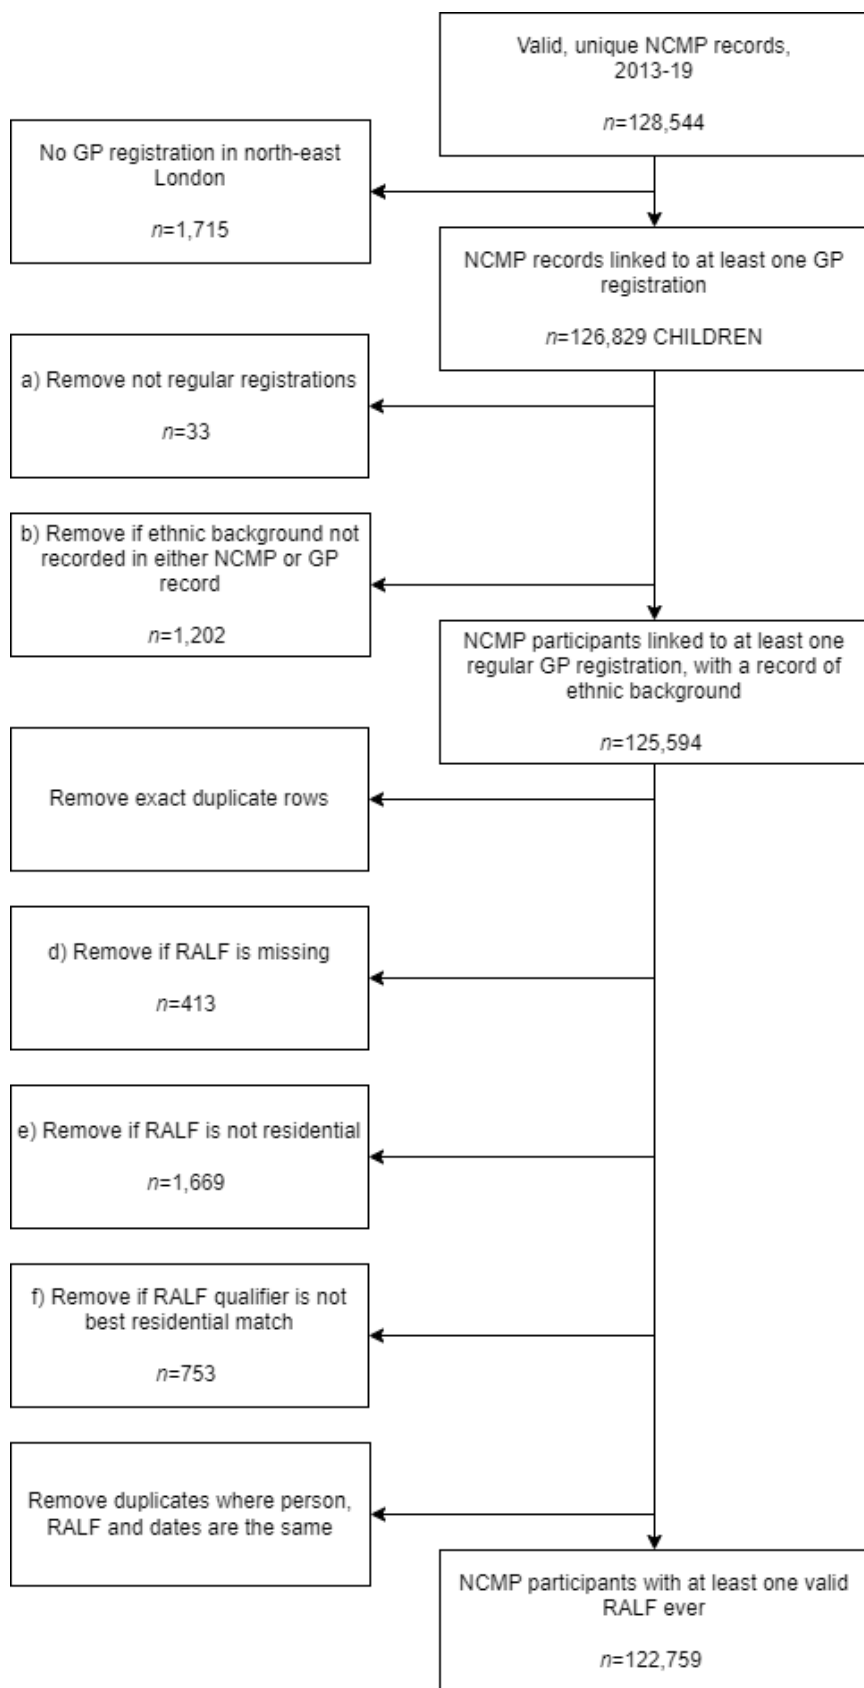 Valid, unique NCMP records,
2013-19
n=128,544
No GP registration in north-east
London
n=1,715
NCMP records linked to at least one GP
registration
n=126,829 CHILDREN
a) Remove not regular registrations
n=33
b) Remove if ethnic background not
recorded in either NCMP or GP
record
n=1,202
NCMP participants linked to at least one
regular GP registration, with a record of
ethnic background
n=125,594
Remove exact duplicate rows
d) Remove if RALF is missing
n=413
e) Remove if RALF is not residential
n=1,669
f) Remove if RALF qualifier is not
best residential match
n=753
Remove duplicates where person,
RALF and dates are the same
NCMP participants with at least one valid
RALF ever
n=122,759